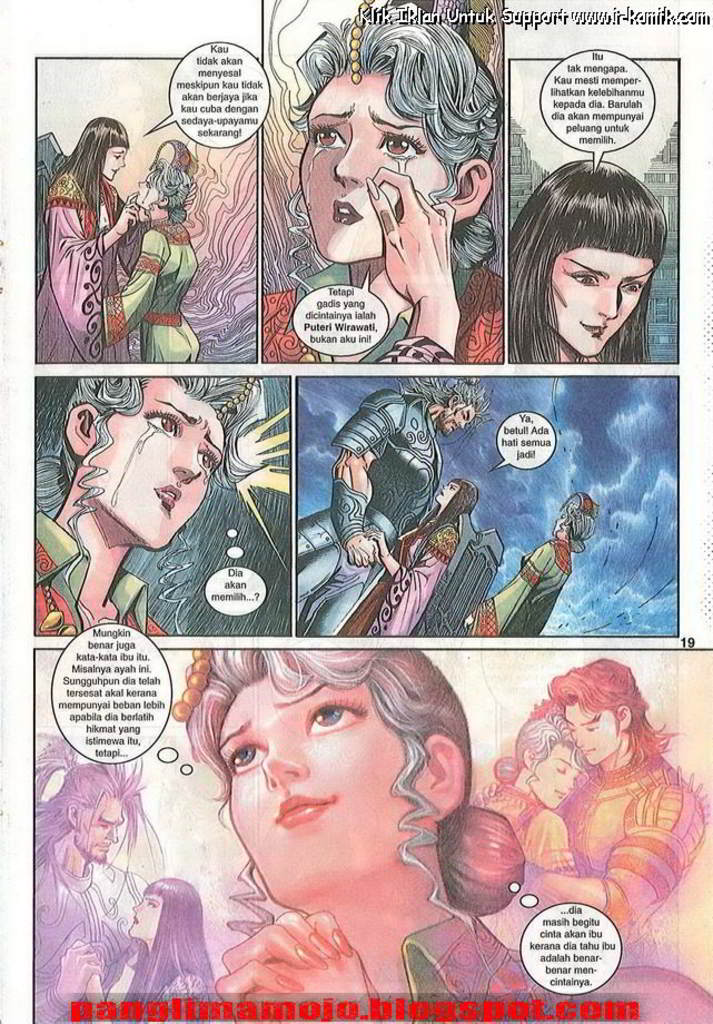 Klik Iklan Untuk Support www.ir-komik.com
Kau
tidak akan
menyesal
meskipun kau tidak
akan berjaya jika
kau cuba dengan
sedaya-upayamu
sekarang!
Tetapi
gadis yang
dicintainya ialah
Puteri Wirawati,
bukan aku ini!
Itu
tak mengapa.
Kau mesti memper-
lihatkan kelebihanmu
kepada dia. Barulah
dia akan mempunyai
peluang untuk
memilih.
Dia
akan
memilih...?
Ya,
betul! Ada
hati semua
jadi!
19
Mungkin
benar juga
kata-kata ibu itu.
Misalnya ayah ini.
Sungguhpun dia telah
tersesat akal kerana
mempunyai beban lebih
apabila dia berlatih
hikmat yang
istimewa itu,
tetapi...
...dia
masih begitu
cinta akan ibu
kerana dia tahu ibu
adalah benar-
benar men-
cintainya.
panglimamojo.blogspot.com